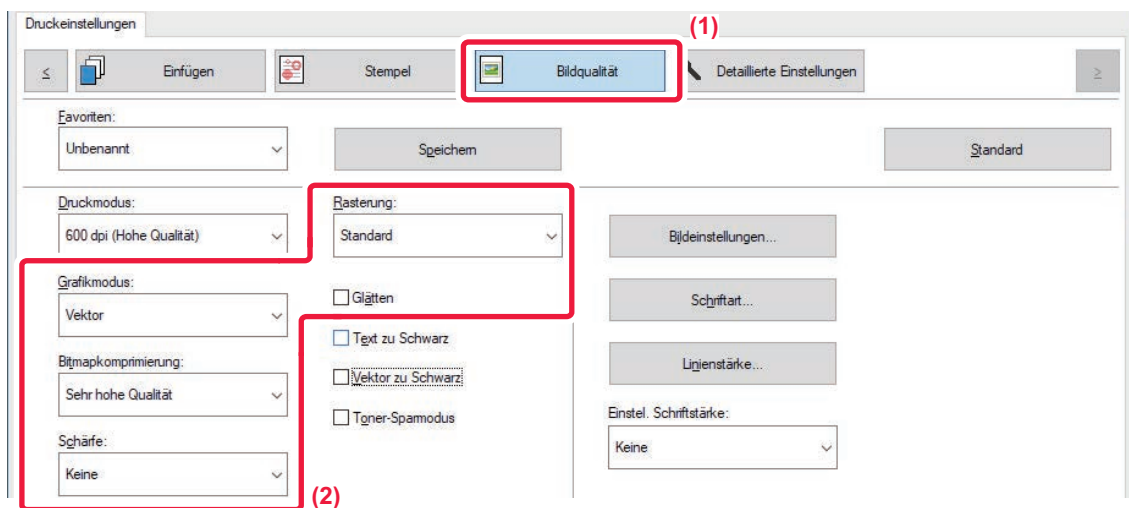 Druckeinstellungen
(1)
≤
Einfügen
Stempel
Bildqualität
Detaillierte Einstellungen
≥
Favoriten:
Unbenannt
Speichern
Standard
Druckmodus:
600 dpi (Hohe Qualität)
Rasterung:
Standard
Bildeinstellungen...
Grafikmodus:
Vektor
Glätten
Schriftart...
Text zu Schwarz
Bitmapkomprimierung:
Sehr hohe Qualität
Vektor zu Schwarz
Linienstärke...
Toner-Sparmodus
Einstel. Schriftstärke:
Keine
Schärfe:
Keine
(2)